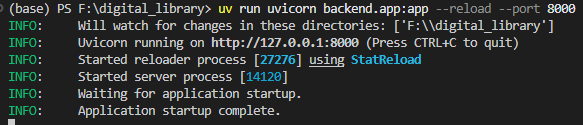 (base) PS F:\digital_library> uv run uvicorn backend.app:app --reload --port 8000
INFO:     Will watch for changes in these directories: ['F:\\digital_library']
INFO:     Uvicorn running on http://127.0.0.1:8000 (Press CTRL+C to quit)
INFO:     Started reloader process [27276] using StatReload
INFO:     Started server process [14120]
INFO:     Waiting for application startup.
INFO:     Application startup complete.